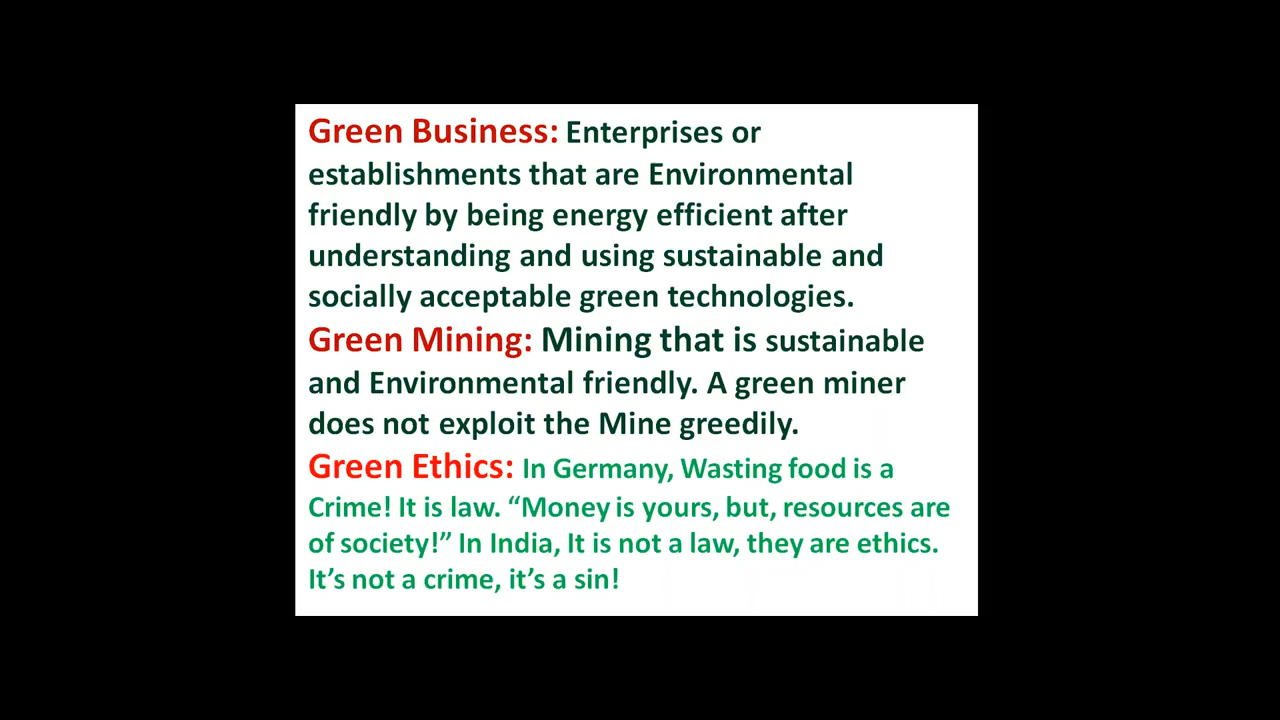 Green Business: Enterprises or
establishments that are Environmental
friendly by being energy efficient after
understanding and using sustainable and
socially acceptable green technologies.
Green Mining: Mining that is sustainable
and Environmental friendly. A green miner
does not exploit the Mine greedily.
Green Ethics: In Germany, Wasting food is a
Crime! It is law. “Money is yours, but, resources are
of society!” In India, It is not a law, they are ethics.
It’s not a crime, it’s a sin!